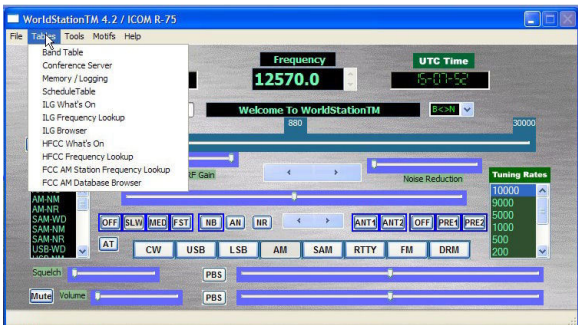 WorldStationTM 4.2 / ICOM R-75
File Tables Tools Motifs Help
Band Table
Conference Server
Memory / Logging
ScheduleTable
ILG What's On
ILG Frequency Lookup
ILG Browser
HFCC What's On
HFCC Frequency Lookup
FCC AM Station Frequency Lookup
FCC AM Database Browser
Frequency
UTC Time
12570.0
15-07-52
Welcome To WorldStationTM
B<>N
880
30000
RF Gain
Noise Reduction
Tuning Rates
10000
9000
5000
1000
500
200
AM-NM
AM-NR
SAM-WD
SAM-NM
SAM-NR
USB-WD
OFF SLW MED FST NB AN NR ANT1 ANT2 OFF PRE1 PRE2
AT CW USB LSB AM SAM RTTY FM DRM
Squelch PBS
Mute Volume PBS